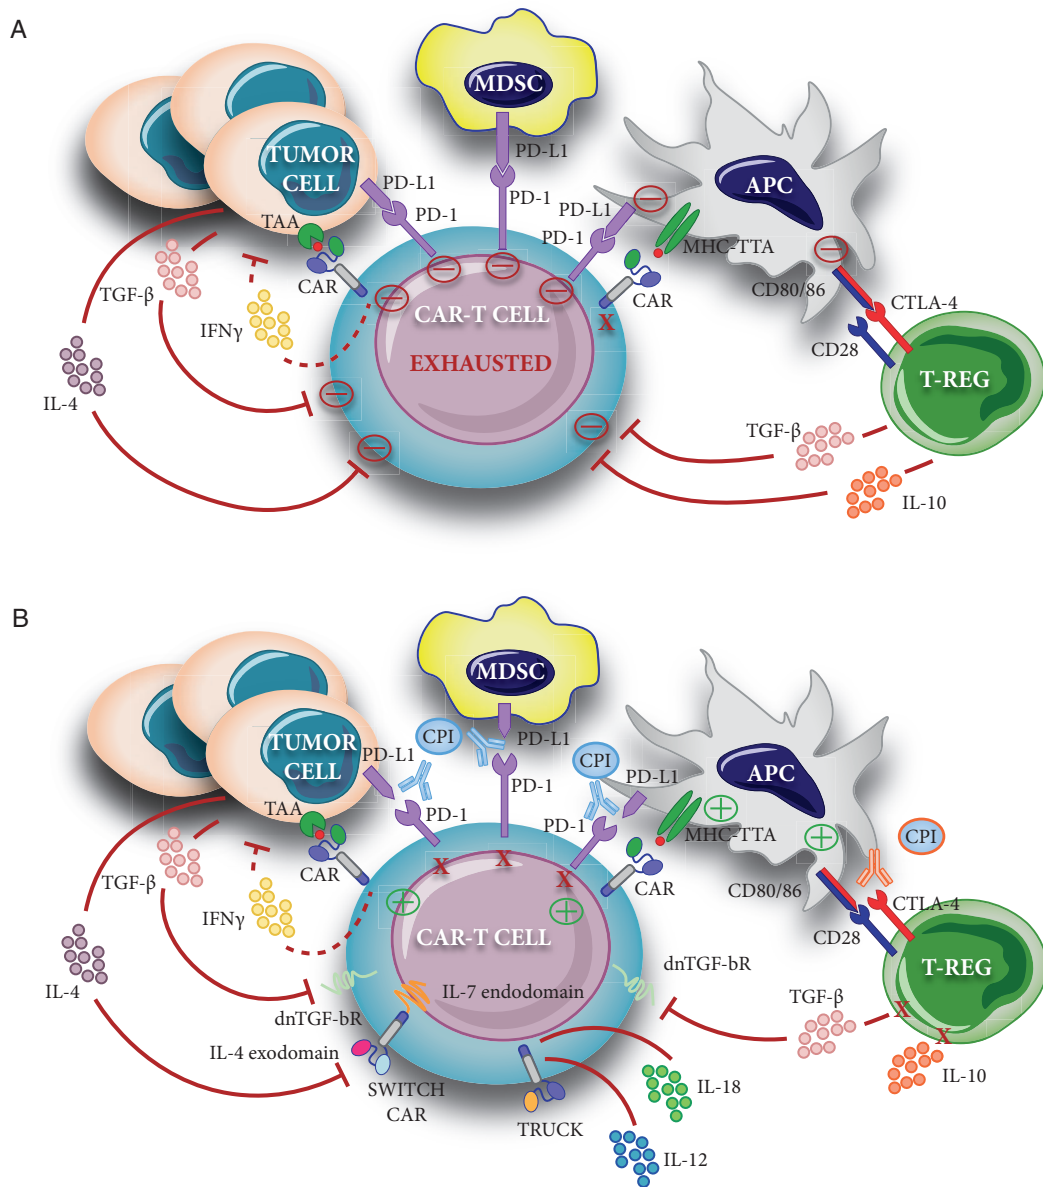 A
MDSC
TUMOR
CELL
PD-L1
APC
PD-L1
PD-1
PD-L1
TAA
PD-1
PD-1
MHC-TTA
CAR
CAR
CD80/86
TGF-β
CTLA-4
IFNγ
CAR-T CELL
CD28
EXHAUSTED
T-REG
IL-4
TGF-β
X
IL-10
B
MDSC
TUMOR
CELL
CPI
PD-L1
PD-L1
CPI
PD-L1
APC
PD-1
TAA
PD-1
PD-1
MHC-TTA
CPI
CAR
X
X
X
CAR
CD80/86
TGF-β
CTLA-4
IFNγ
CAR-T CELL
CD28
dnTGF-bR
T-REG
IL-4
IL-7 endodomain
TGF-β
X
dnTGF-bR
X
IL-4 exodomain
IL-10
SWITCH
CAR
IL-18
TRUCK
IL-12